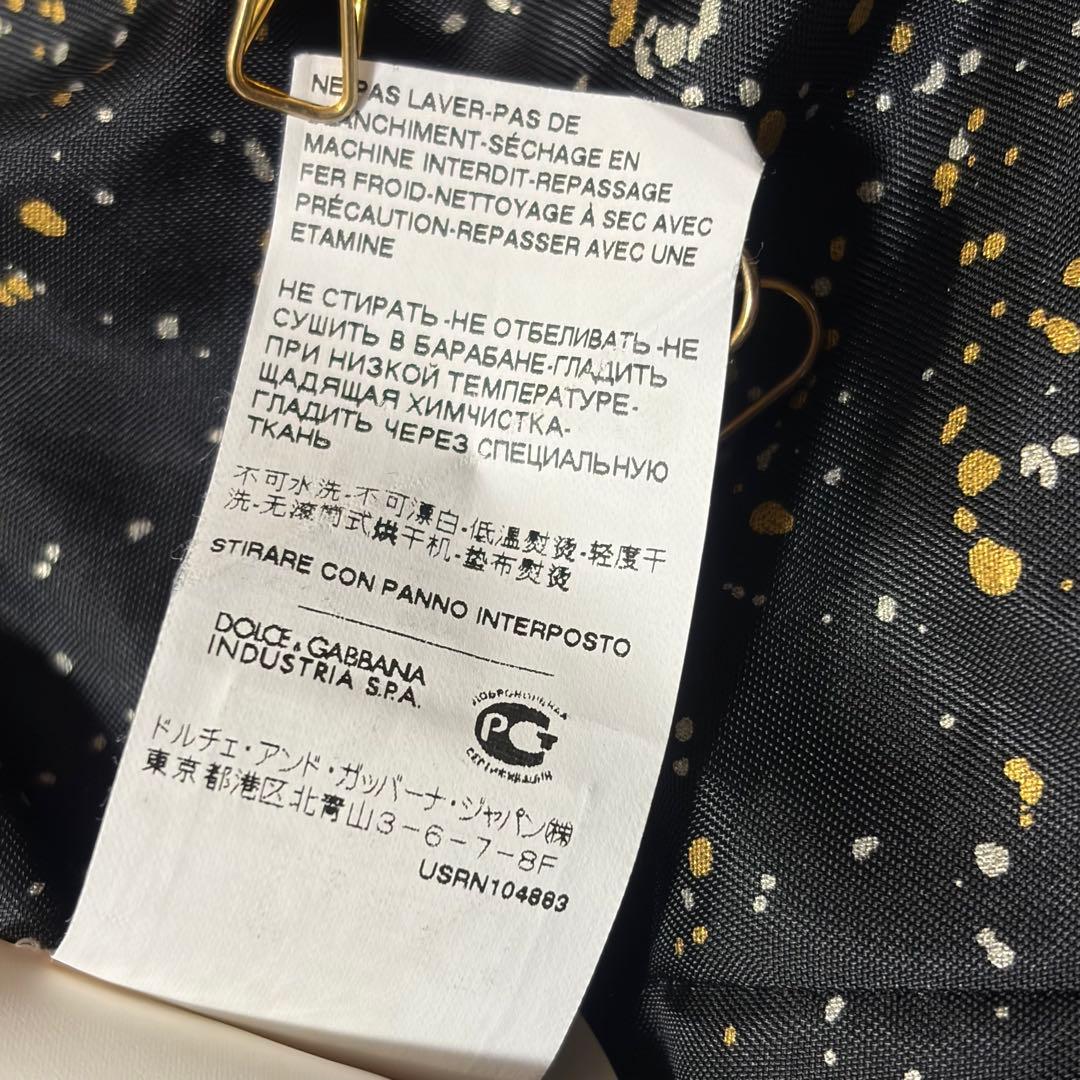 NE PAS LAVER-PAS DE
BLANCHIMENT-SÉCHAGE EN
MACHINE INTERDIT-REPASSAGE
FER FROID-NETTOYAGE À SEC AVEC
PRÉCAUTION-REPASSER AVEC UNE
ETAMINE
НЕ СТИРАТЬ-НЕ ОТБЕЛИВАТЬ-НЕ
СУШИТЬ В БАРАБАНЕ-ГЛАДИТЬ
ПРИ НИЗКОЙ ТЕМПЕРАТУРЕ-
ЩАДЯЩАЯ ХИМЧИСТКА-
ГЛАДИТЬ ЧЕРЕЗ СПЕЦИАЛЬНУЮ
ТКАНЬ
不可水洗-不可漂白-低温熨烫-轻度干
洗-无滚筒式烘干机-垫布熨烫
STIRARE CON PANNO INTERPOSTO
DOLCE & GABBANA
INDUSTRIA S.P.A.
ДОБРОВОЛЬНАЯ
РСТ
СЕРТИФИКАЦИЯ
ドルチェ・アンド・ガッバーナ・ジャパン㈱
東京都港区北青山3-6-7-8F
USRN104883